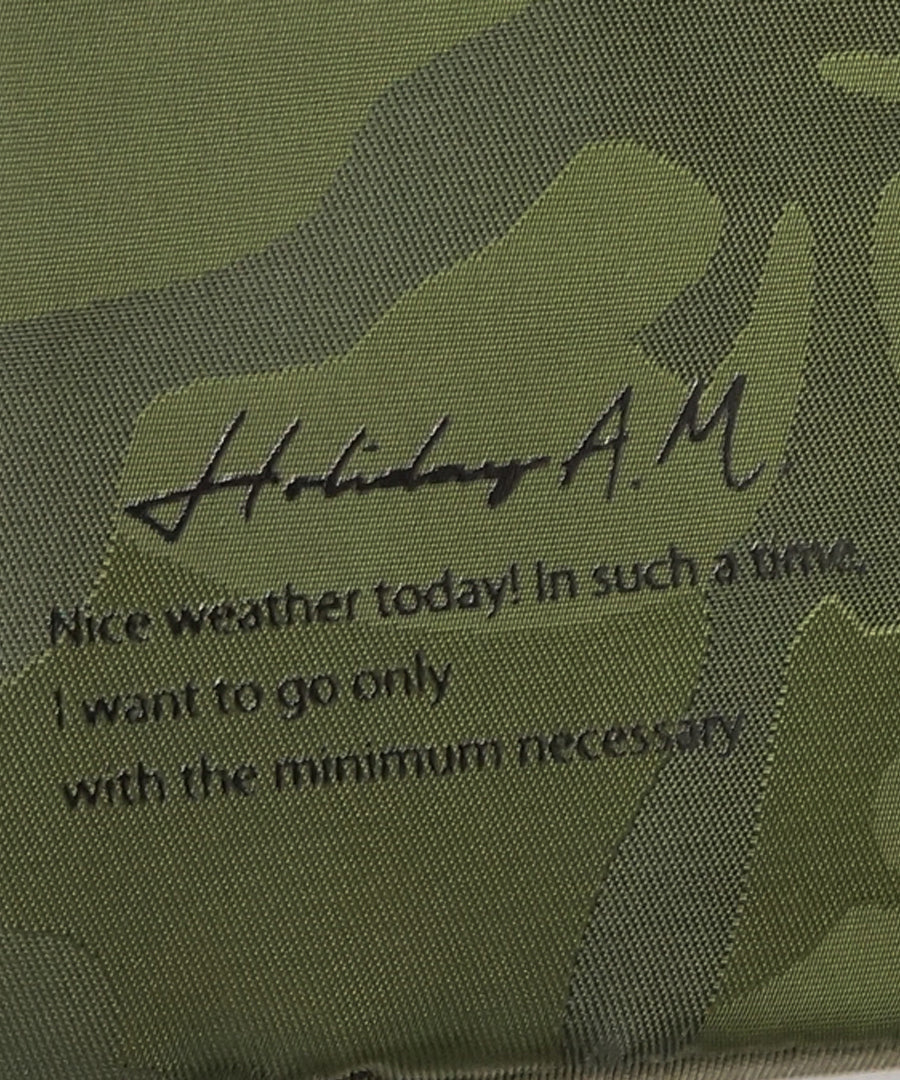 Holiday A.M.
Nice weather today! In such a time,
I want to go only
with the minimum necessary